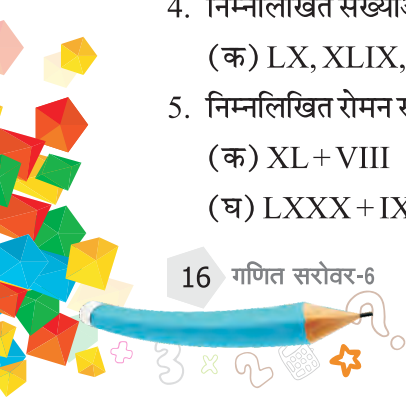 4. निम्नलिखित
(क) LX, XLIX,
5. निम्नलिखित रोमन
(क) XL + VIII
(घ) LXXX + IX
16 गणित सरोवर-6